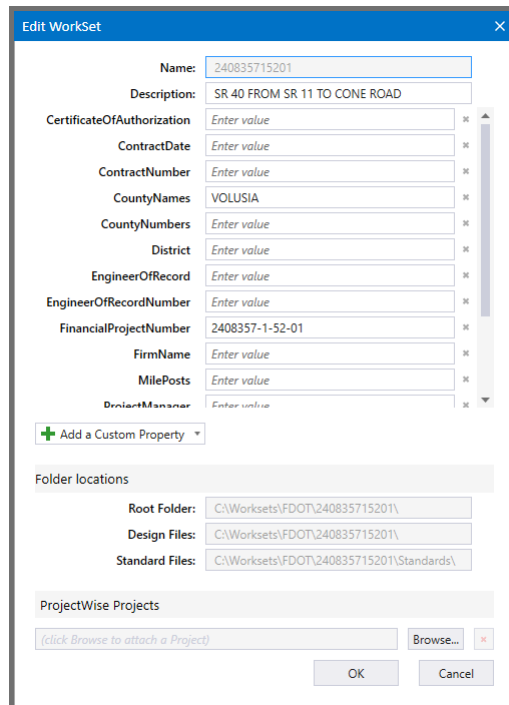 Edit WorkSet
Name: 240835715201
Description: SR 40 FROM SR 11 TO CONE ROAD
CertificateOfAuthorization Enter value
ContractDate Enter value
ContractNumber Enter value
CountyNames VOLUSIA
CountyNumbers Enter value
District Enter value
EngineerOfRecord Enter value
EngineerOfRecordNumber Enter value
FinancialProjectNumber 2408357-1-52-01
FirmName Enter value
MilePosts Enter value
ProjectManager Enter value
Add a Custom Property
Folder locations
Root Folder: C:\Worksets\FDOT\240835715201\
Design Files: C:\Worksets\FDOT\240835715201\
Standard Files: C:\Worksets\FDOT\240835715201\Standards\
ProjectWise Projects
(click Browse to attach a Project) Browse...
OK Cancel